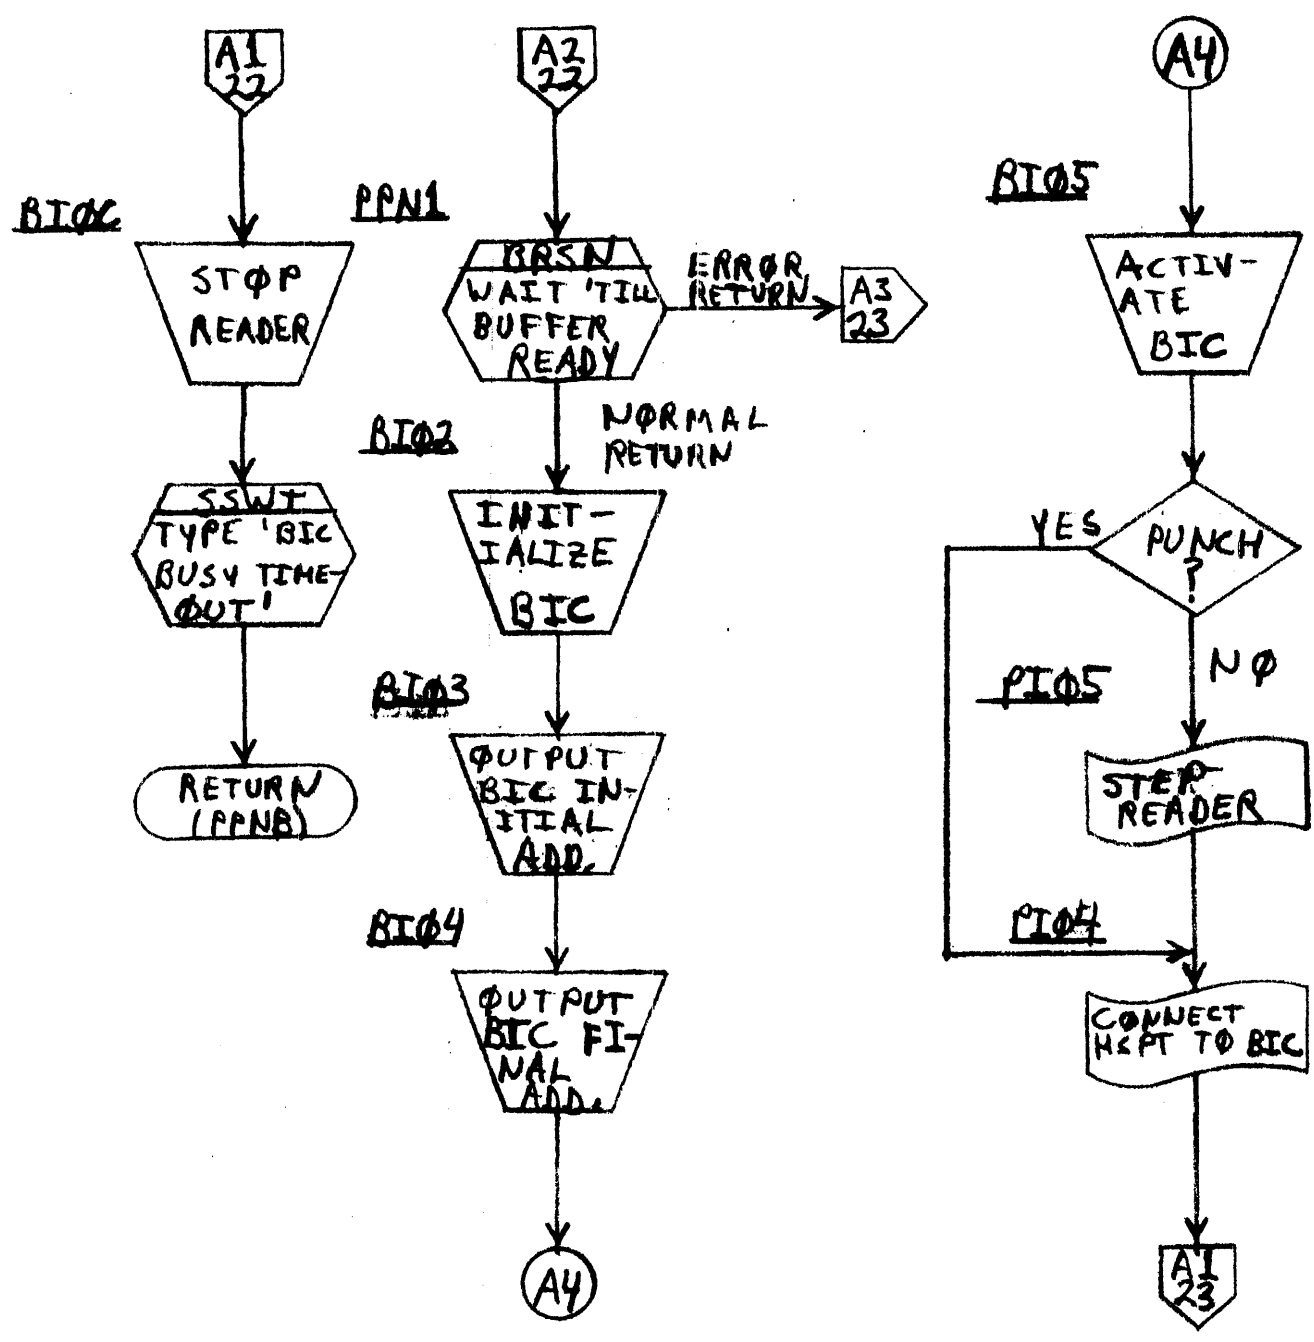 A1
22
BIØC
STØP
READER
SSWT
TYPE 'BIC
BUSY TIME-
ØUT'
RETURN
(PPNB)
A2
22
PPN1
BRSN
WAIT 'TILL
BUFFER
READY
ERRØR
RETURN
A3
23
NØRMAL
RETURN
BIØ2
INIT-
IALIZE
BIC
BIØ3
ØUTPUT
BIC IN-
ITIAL
ADD.
BIØ4
ØUTPUT
BIC FI-
NAL
ADD.
A4
A4
BIØ5
ACTIV-
ATE
BIC
PUNCH
?
YES
NØ
PIØ5
STEP
READER
PIØ4
CØNNECT
HSPT TØ BIC
A1
23